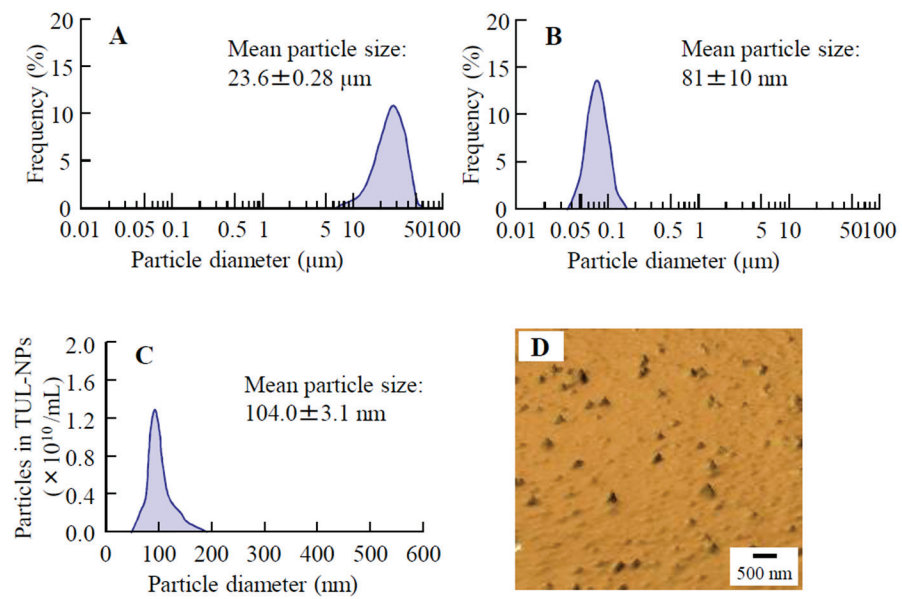 A
Mean particle size:
23.6±0.28 μm
Frequency (%)
20
15
10
5
0
0.01 0.05 0.1 0.5 1 5 10 50 100
Particle diameter (μm)
B
Mean particle size:
81±10 nm
Frequency (%)
20
15
10
5
0
0.01 0.05 0.1 0.5 1 5 10 50 100
Particle diameter (μm)
C
Mean particle size:
104.0±3.1 nm
Particles in TUL-NPs
(×10¹⁰/mL)
2.0
1.6
1.2
0.8
0.4
0.0
0 100 200 300 400 500 600
Particle diameter (nm)
D
500 nm